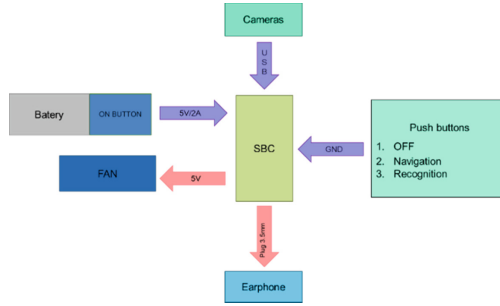 Cameras
USB
Batery
ON BUTTON
5V/2A
SBC
GND
Push buttons
1. OFF
2. Navigation
3. Recognition
FAN
5V
Plug 3.5mm
Earphone